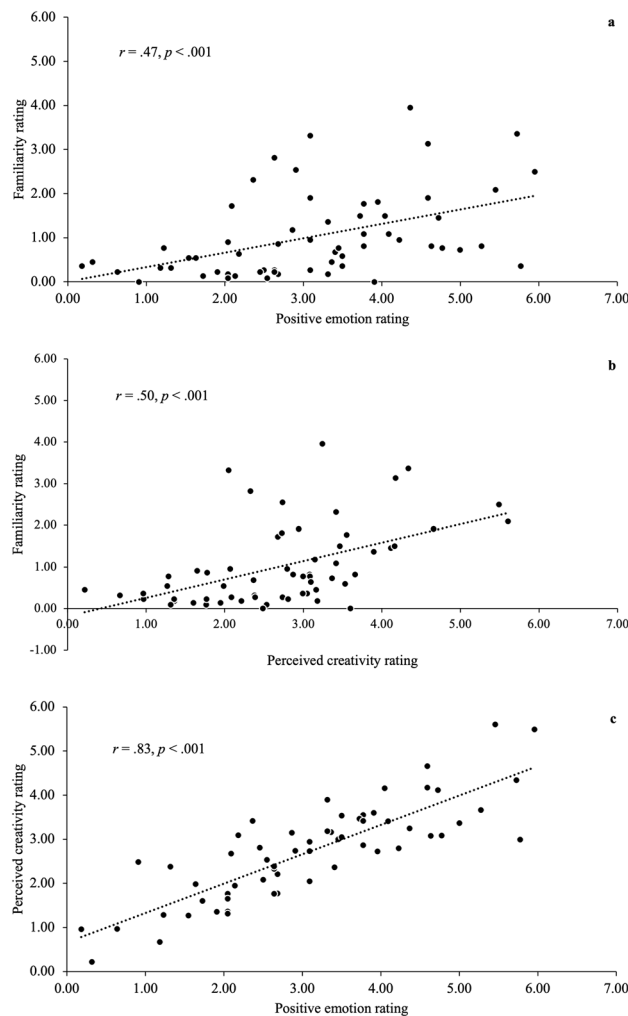 a
r = .47, p < .001
Familiarity rating
6.00
5.00
4.00
3.00
2.00
1.00
0.00
0.00 1.00 2.00 3.00 4.00 5.00 6.00 7.00
Positive emotion rating
b
r = .50, p < .001
Familiarity rating
6.00
5.00
4.00
3.00
2.00
1.00
0.00
-1.00
0.00 1.00 2.00 3.00 4.00 5.00 6.00 7.00
Perceived creativity rating
c
r = .83, p < .001
Perceived creativity rating
6.00
5.00
4.00
3.00
2.00
1.00
0.00
0.00 1.00 2.00 3.00 4.00 5.00 6.00 7.00
Positive emotion rating